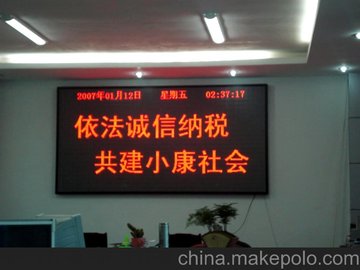 2007年01月12日 星期五 02:37:17
依法诚信纳税
共建小康社会
china.makepolo.com